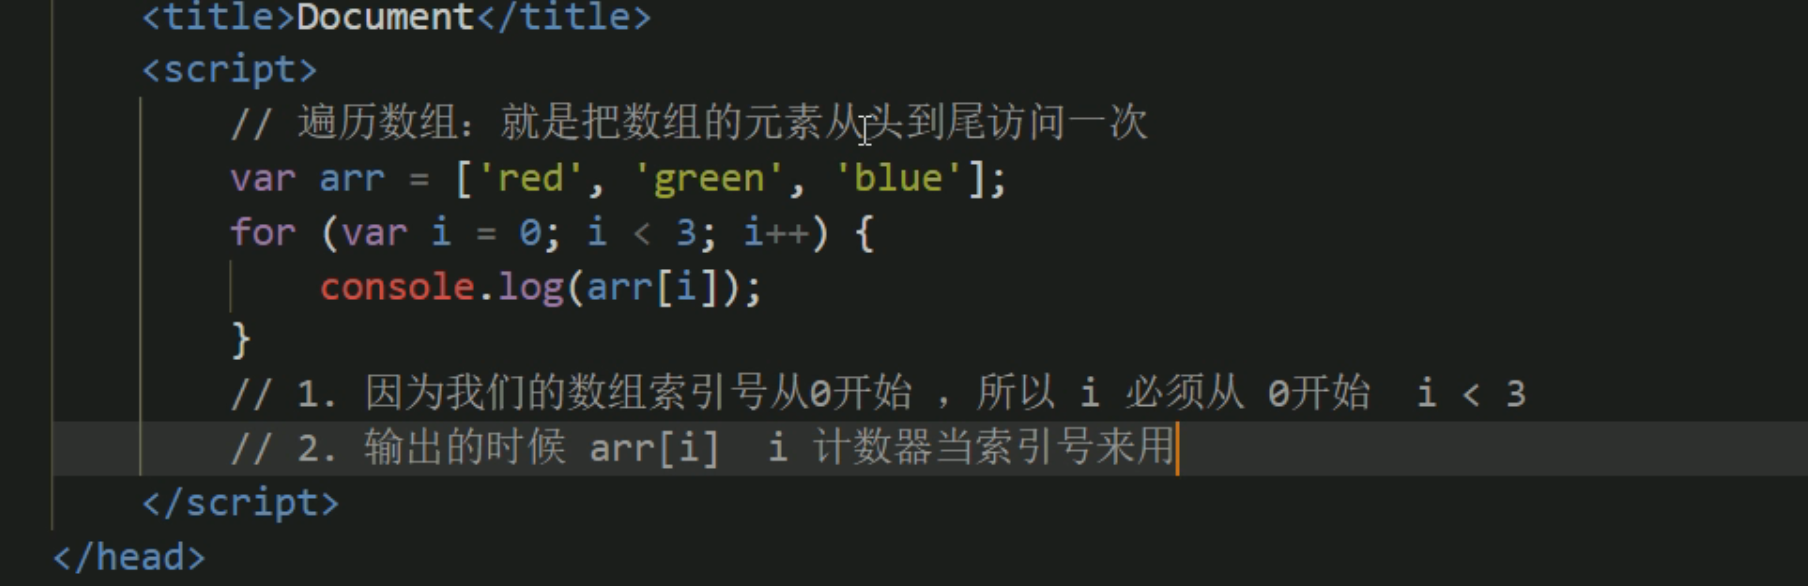 <title>Document</title>
<script>
// 遍历数组：就是把数组的元素从头到尾访问一次
var arr = ['red', 'green', 'blue'];
for (var i = 0; i < 3; i++) {
console.log(arr[i]);
}
// 1. 因为我们的数组索引号从0开始 ，所以 i 必须从 0开始  i < 3
// 2. 输出的时候 arr[i]  i 计数器当索引号来用
</script>
</head>